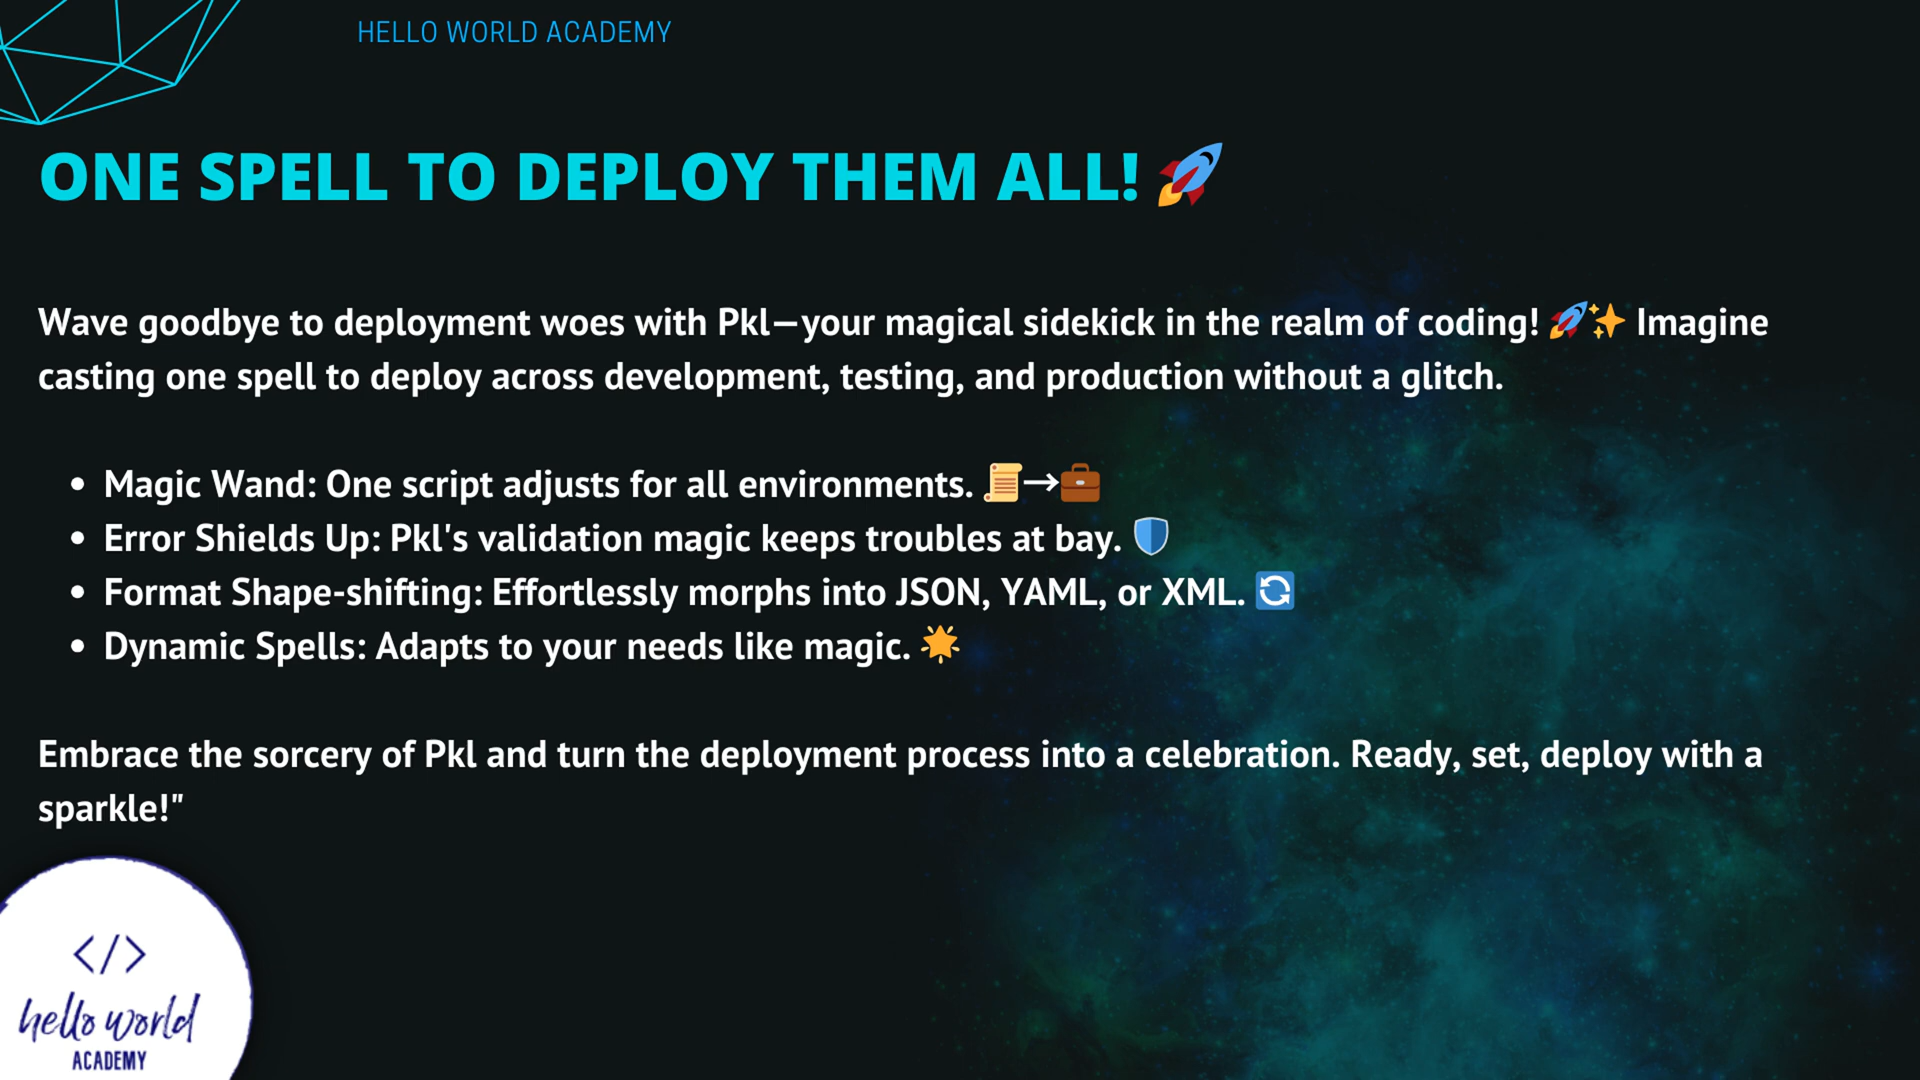 HELLO WORLD ACADEMY
ONE SPELL TO DEPLOY THEM ALL! 🚀
Wave goodbye to deployment woes with Pkl—your magical sidekick in the realm of coding! 🚀✨ Imagine
casting one spell to deploy across development, testing, and production without a glitch.
• Magic Wand: One script adjusts for all environments. 📜→💼
• Error Shields Up: Pkl's validation magic keeps troubles at bay. 🛡️
• Format Shape-shifting: Effortlessly morphs into JSON, YAML, or XML. 🔄
• Dynamic Spells: Adapts to your needs like magic. 🌟
Embrace the sorcery of Pkl and turn the deployment process into a celebration. Ready, set, deploy with a
sparkle!"
</>
hello world
ACADEMY